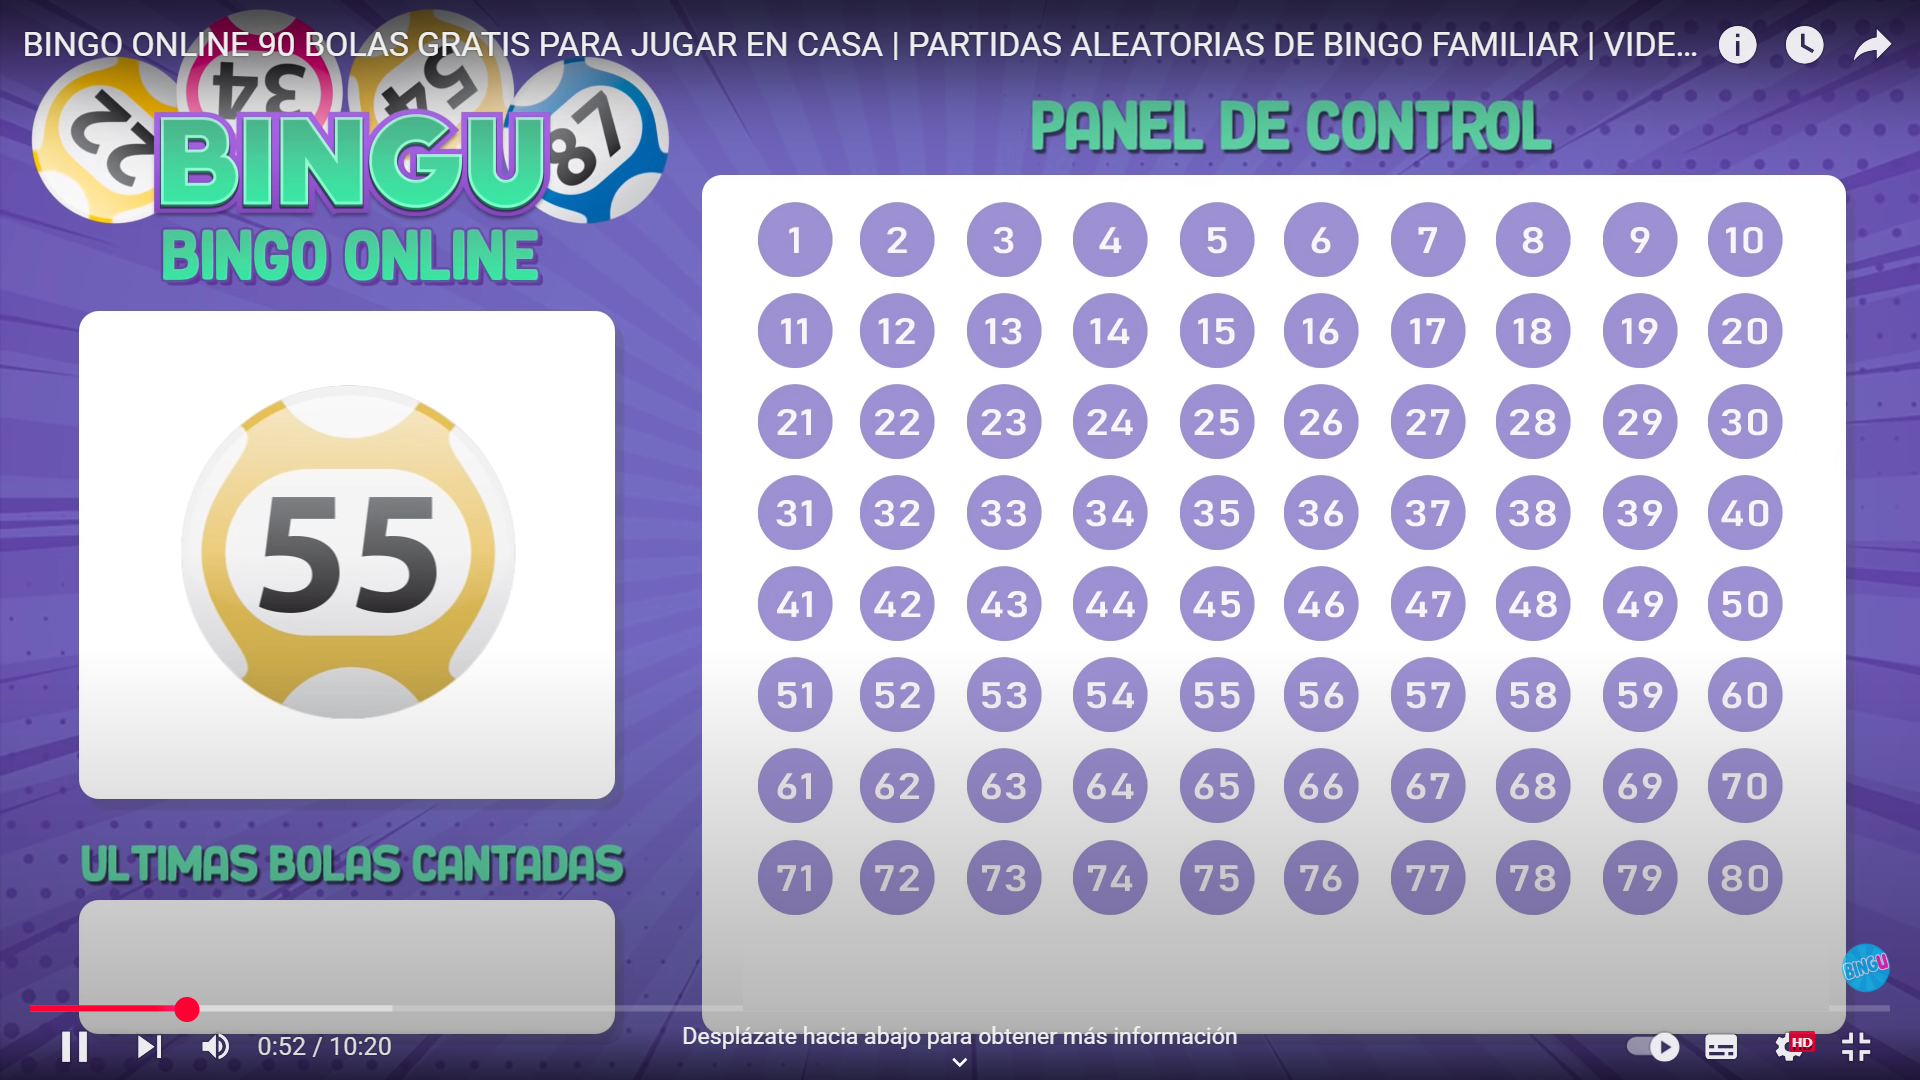 BINGO ONLINE 90 BOLAS GRATIS PARA JUGAR EN CASA | PARTIDAS ALEATORIAS DE BINGO FAMILIAR | VIDE...
22 34 54 87
BINGU
BINGO ONLINE
55
ULTIMAS BOLAS CANTADAS
PANEL DE CONTROL
1 2 3 4 5 6 7 8 9 10
11 12 13 14 15 16 17 18 19 20
21 22 23 24 25 26 27 28 29 30
31 32 33 34 35 36 37 38 39 40
41 42 43 44 45 46 47 48 49 50
51 52 53 54 55 56 57 58 59 60
61 62 63 64 65 66 67 68 69 70
71 72 73 74 75 76 77 78 79 80
BINGU
0:52 / 10:20
Desplázate hacia abajo para obtener más información
HD